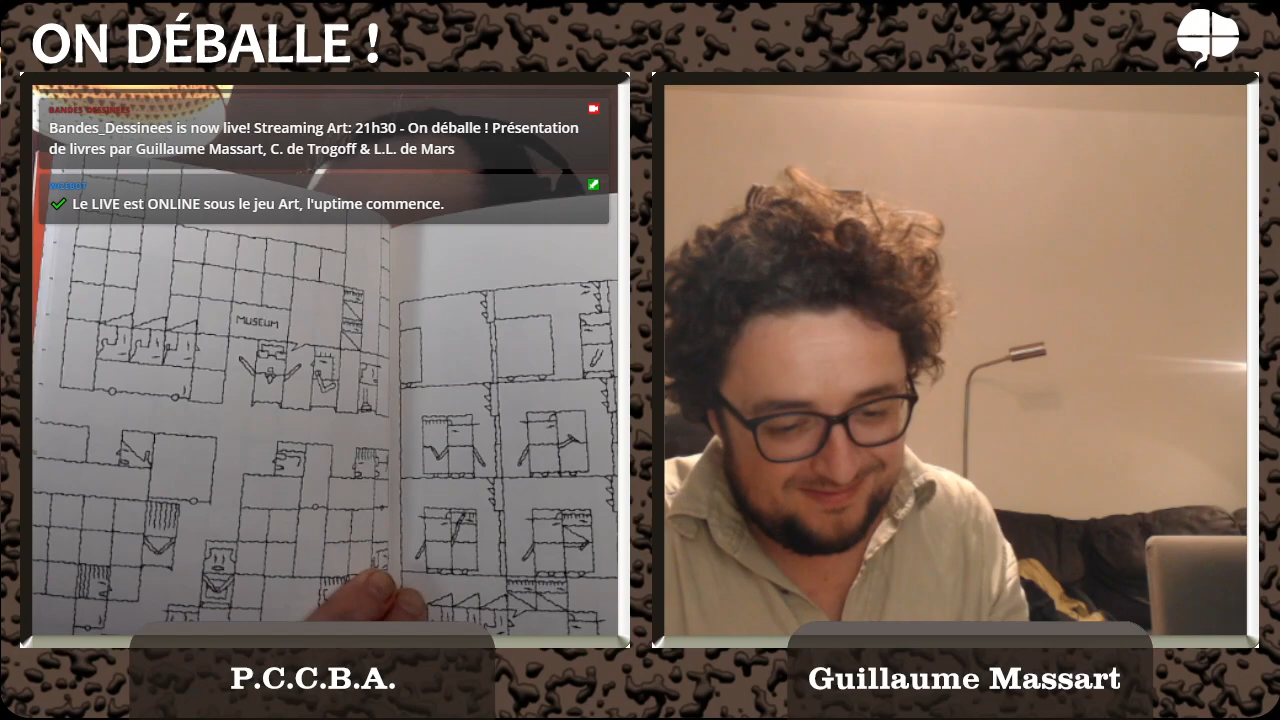 ON DÉBALLE !
BANDES_DESSINEES
Bandes_Dessinees is now live! Streaming Art: 21h30 - On déballe ! Présentation
de livres par Guillaume Massart, C. de Trogoff & L.L. de Mars
Le LIVE est ONLINE sous le jeu Art, l'uptime commence.
MUSEUM
P.C.C.B.A.
Guillaume Massart